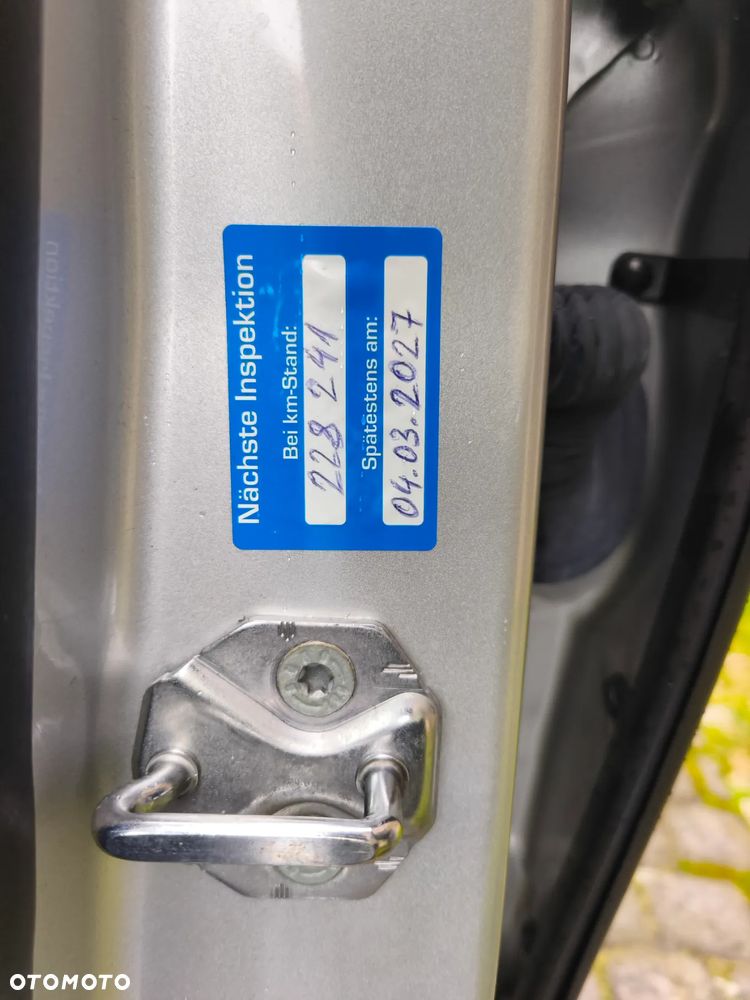 Nächste Inspektion
Bei km-Stand:
228 241
Spätestens am:
04.03.2027
OTOMOTO